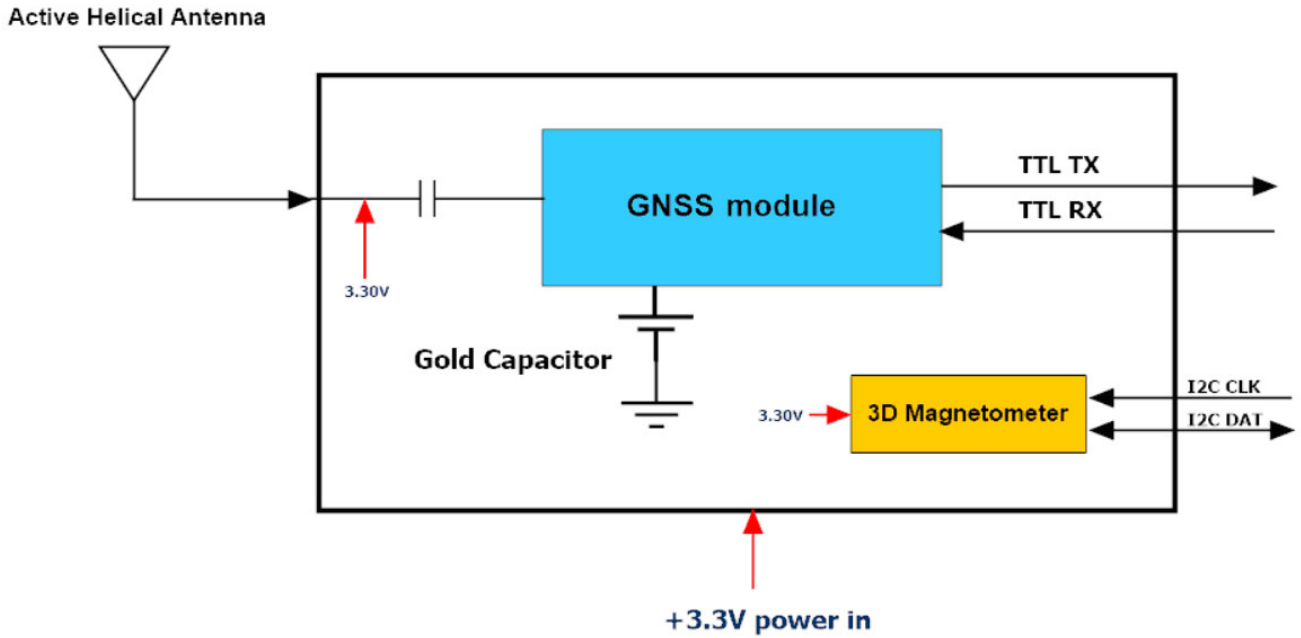 Active Helical Antenna
GNSS module
TTL TX
TTL RX
3.30V
Gold Capacitor
3.30V
3D Magnetometer
I2C CLK
I2C DAT
+3.3V power in